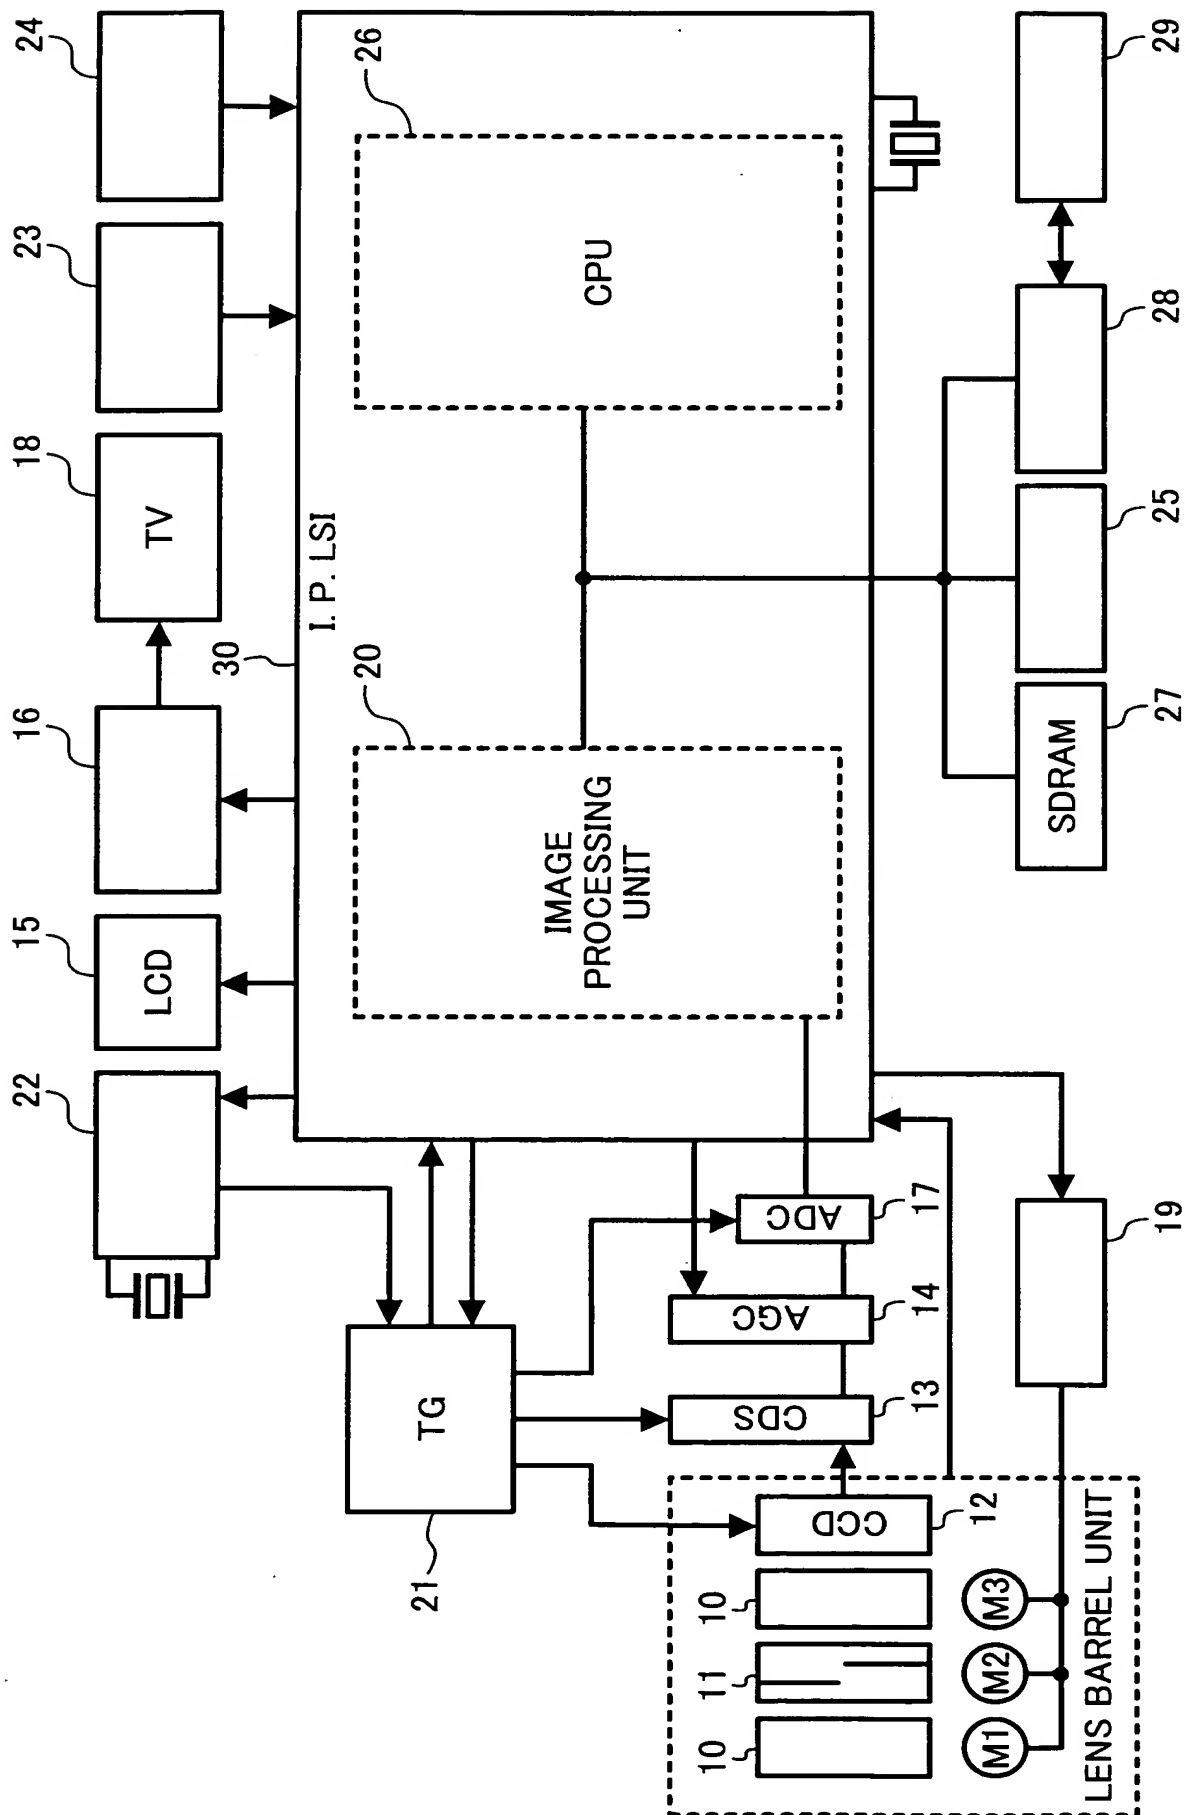 22
15
LCD
16
18
TV
23
24
30
I. P. LSI
20
IMAGE
PROCESSING
UNIT
26
CPU
TG
21
ADC
17
AGC
14
CDS
13
CCD
12
10
11
10
M1
M2
M3
LENS BARREL UNIT
19
SDRAM
27
25
28
29